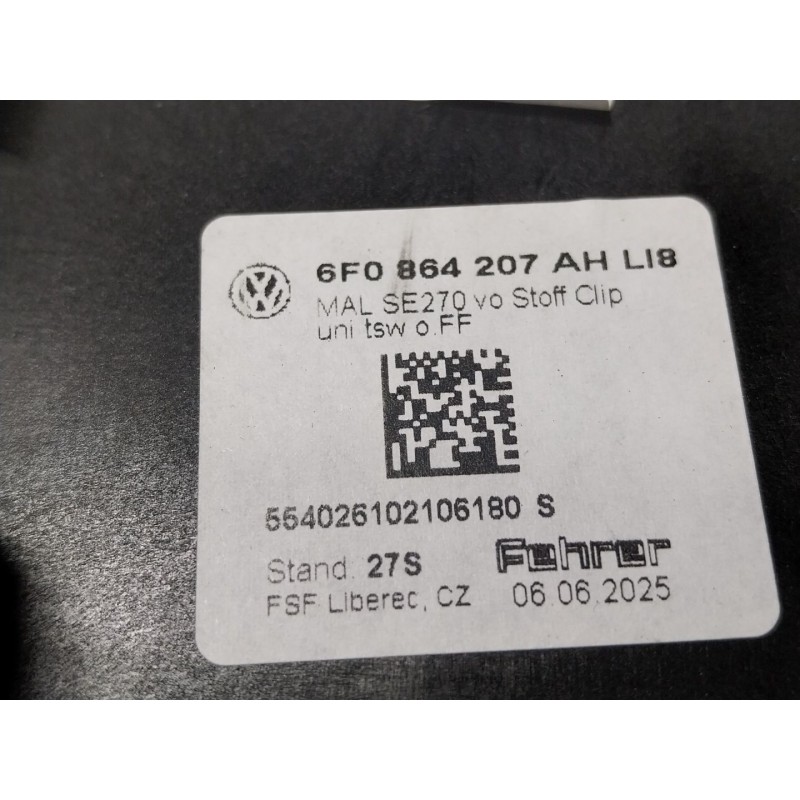 6F0 864 207 AH LI8
MAL SE270 vo Stoff Clip
uni tsw o.FF
554026102106180 S
Stand. 27S
Fehrer
FSF Liberec, CZ 06.06.2025